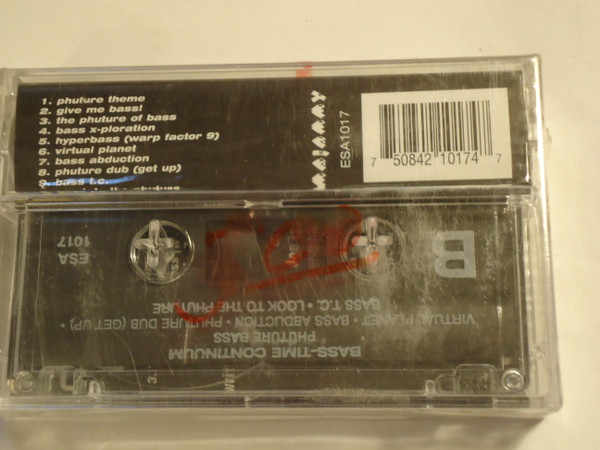 1. phuture theme
2. give me bass!
3. the phuture of bass
4. bass x-ploration
5. hyperbass (warp factor 9)
6. virtual planet
7. bass abduction
8. phuture dub (get up)
9. bass t.c.
ESA1017
7 50842 10174 7
B
ESA
1017
BASS-TIME CONTINUUM
PHUTURE BASS
VIRTUAL PLANET • BASS ABDUCTION • PHUTURE DUB (GET UP) •
BASS T.C. • LOOK TO THE PHUTURE